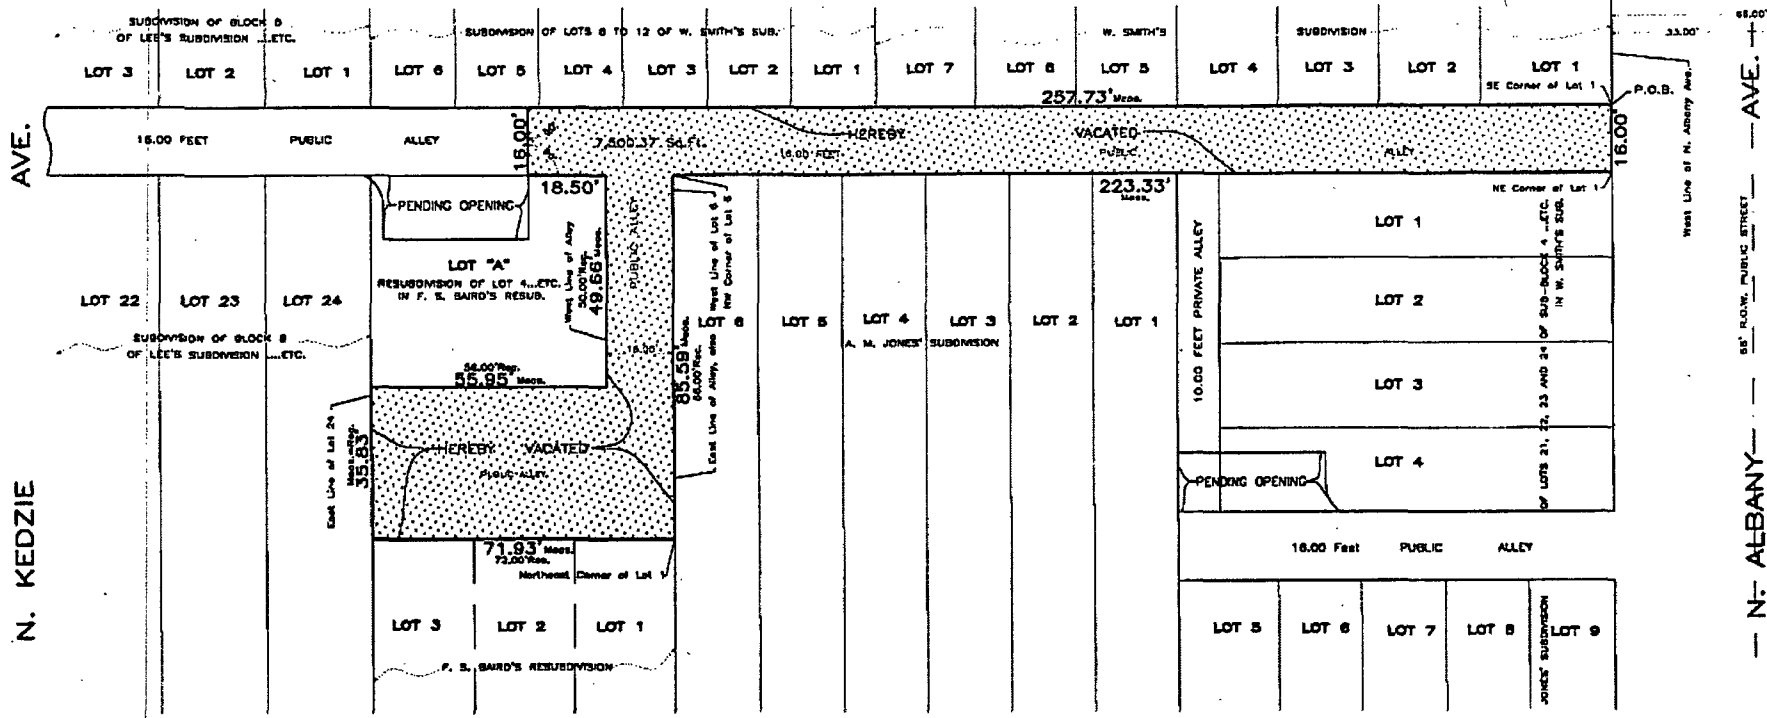 SUBDIVISION OF BLOCK 8
OF LEE'S SUBDIVISION ....ETC.
SUBDIVISION OF LOTS 8 TO 12 OF W. SMITH'S SUB.
W. SMITH'S
SUBDIVISION
66.00'
33.00'
LOT 3
LOT 2
LOT 1
LOT 6
LOT 5
LOT 4
LOT 3
LOT 2
LOT 1
LOT 7
LOT 6
LOT 5
LOT 4
LOT 3
LOT 2
LOT 1
257.73' Meas.
SE Corner of Lot 1
P.O.B.
West Line of N. Albany Ave.
AVE.
16.00 FEET
PUBLIC
ALLEY
16.00'
7,500.37 Sq.Ft.
HEREBY
VACATED
16.00 FEET
PUBLIC
ALLEY
16.00'
AVE.
18.50'
223.33'
Meas.
NE Corner of Lot 1
PENDING OPENING
LOT "A"
RESUBDIVISION OF LOT 4...ETC.
IN F. S. BAIRD'S RESUB.
West Line of Alley
50.00'Rec.
49.66' Meas.
PUBLIC ALLEY
16.00'
East Line of Alley, also West Line of Lot 6
NW Corner of Lot 6
85.59' Meas.
86.00'Rec.
LOT 22
LOT 23
LOT 24
SUBDIVISION OF BLOCK 8
OF LEE'S SUBDIVISION ....ETC.
LOT 6
LOT 5
LOT 4
LOT 3
LOT 2
LOT 1
A. M. JONES' SUBDIVISION
10.00 FEET PRIVATE ALLEY
LOT 1
LOT 2
LOT 3
LOT 4
OF LOTS 21, 22, 23 AND 24 OF SUB-BLOCK 4 ...ETC.
IN W. SMITH'S SUB.
66' R.O.W. PUBLIC STREET
56.00'Rec.
55.95' Meas.
East Line of Lot 24
Meas.=Rec.
35.83
HEREBY VACATED
PUBLIC ALLEY
PENDING OPENING
71.93' Meas.
72.00'Rec.
Northeast Corner of Lot 1
16.00 Feet
PUBLIC
ALLEY
N. KEDZIE
N. ALBANY
LOT 3
LOT 2
LOT 1
F. S. BAIRD'S RESUBDIVISION
LOT 5
LOT 6
LOT 7
LOT 8
LOT 9
JONES' SUBDIVISION